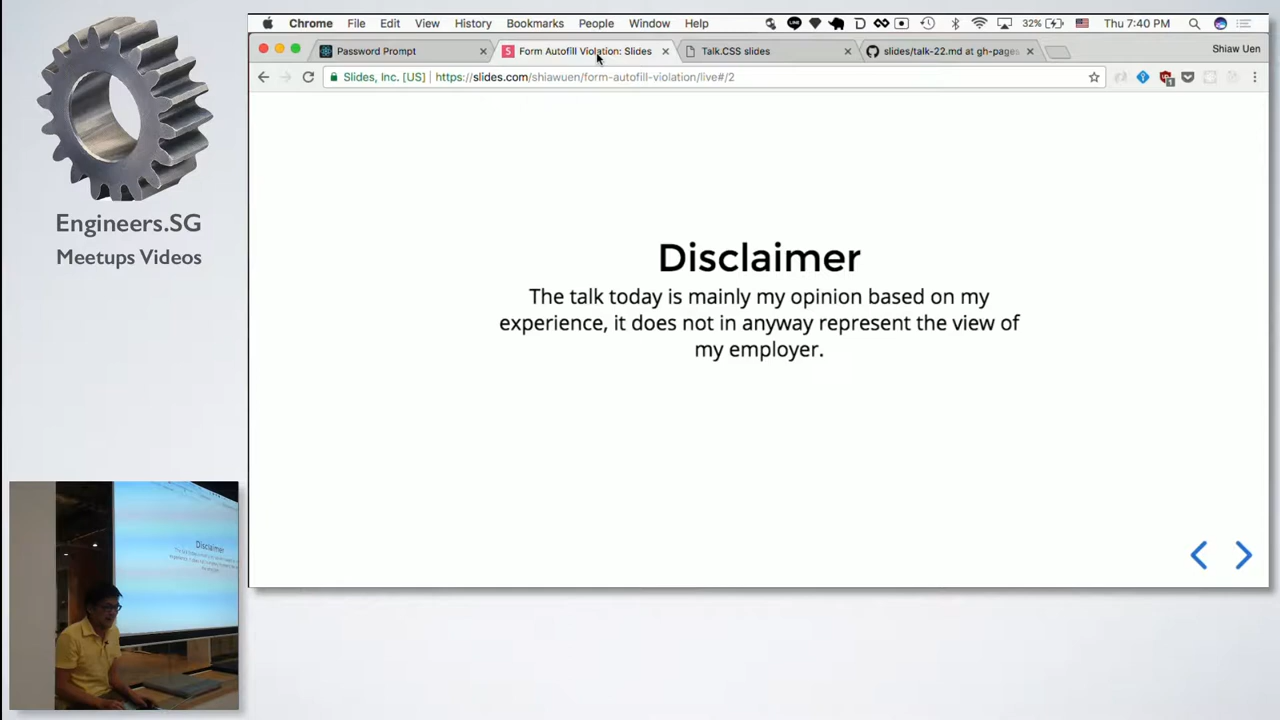 Engineers.SG
Meetups Videos
Chrome File Edit View History Bookmarks People Window Help
32% Thu 7:40 PM
Password Prompt
Form Autofill Violation: Slides
Talk.CSS slides
slides/talk-22.md at gh-pages
Shiaw Uen
Slides, Inc. [US] https://slides.com/shiawuen/form-autofill-violation/live#/2
Disclaimer
The talk today is mainly my opinion based on my
experience, it does not in anyway represent the view of
my employer.
Disclaimer